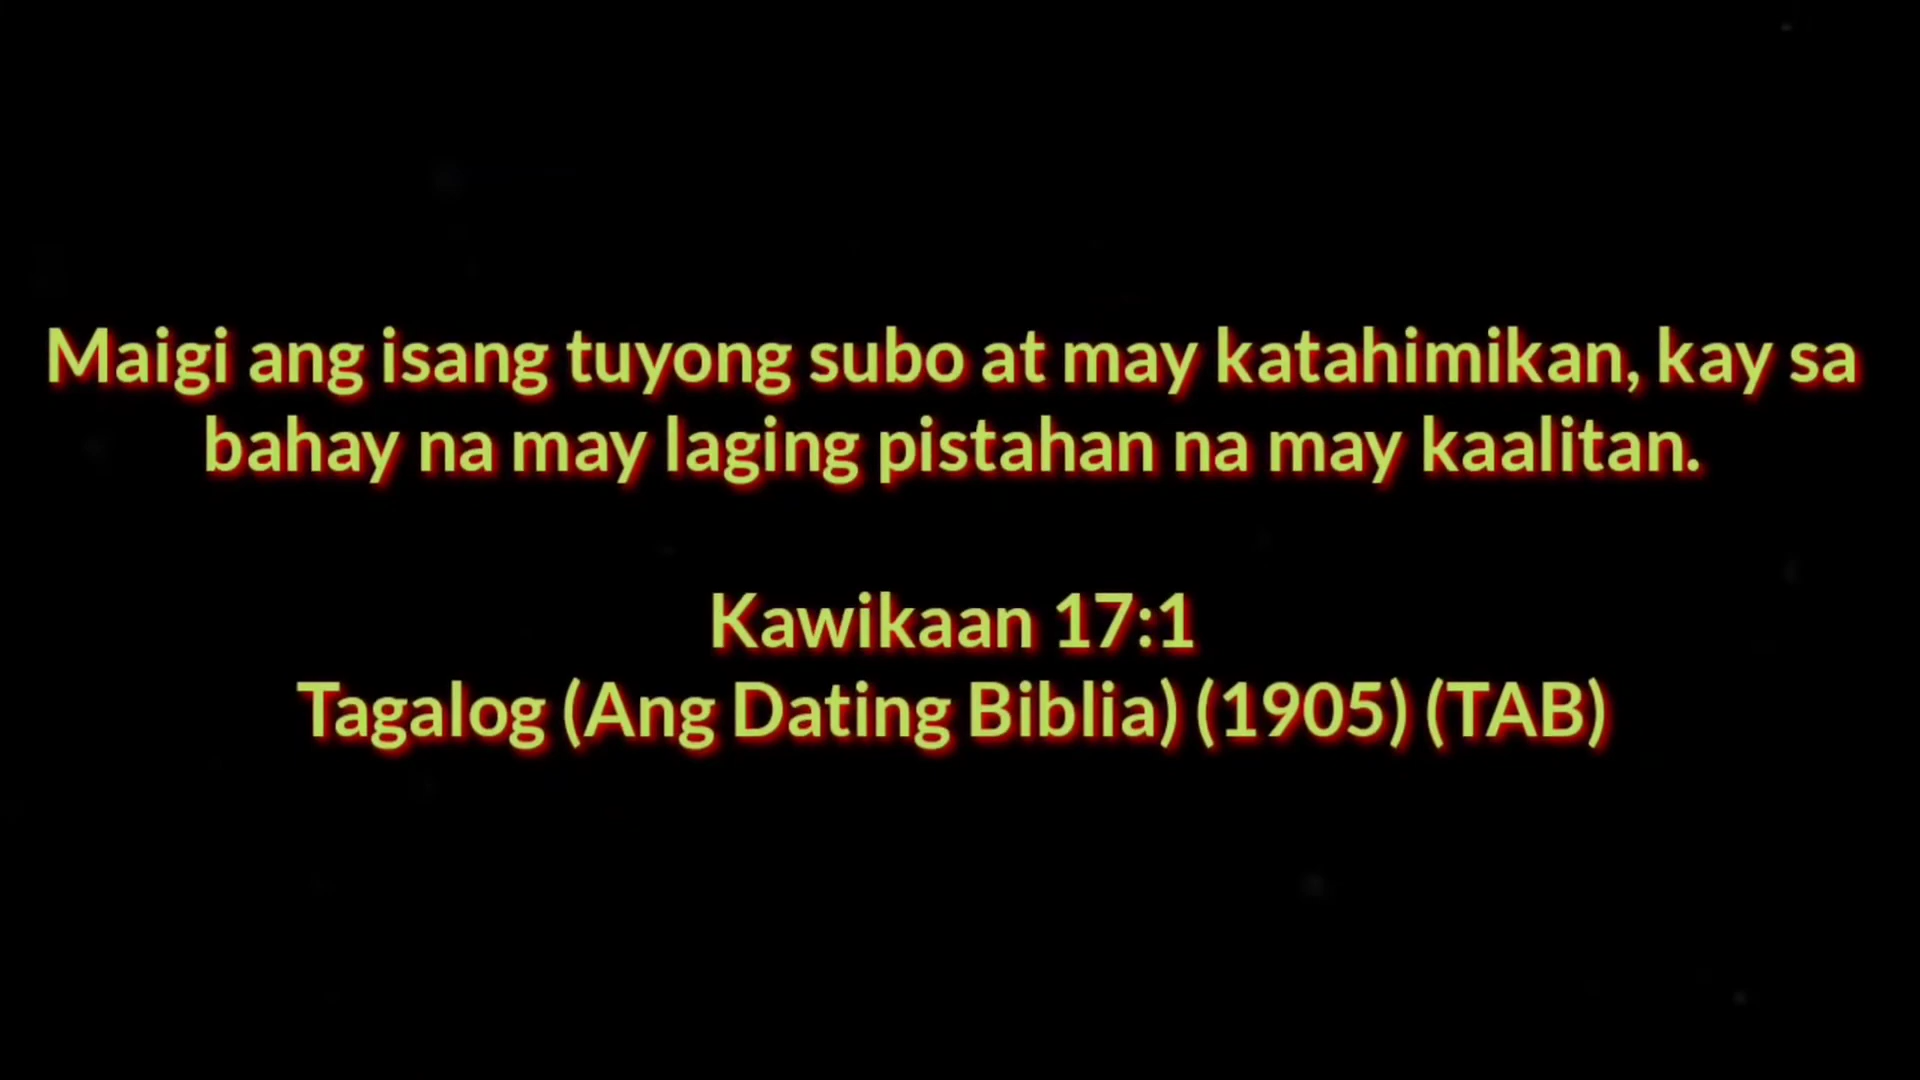 Maigi ang isang tuyong subo at may katahimikan, kay sa
bahay na may laging pistahan na may kaalitan.
Kawikaan 17:1
Tagalog (Ang Dating Biblia) (1905) (TAB)